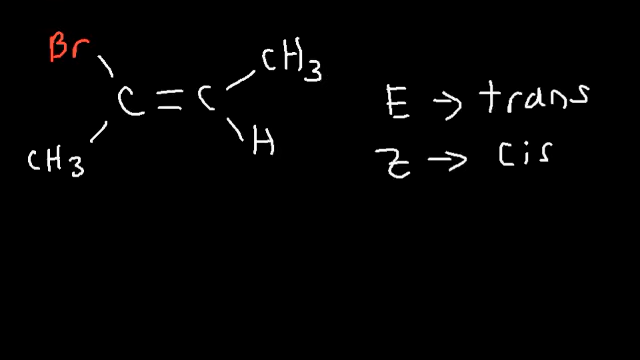 Br
CH3
C = C
E → trans
CH3
H
Z → cis